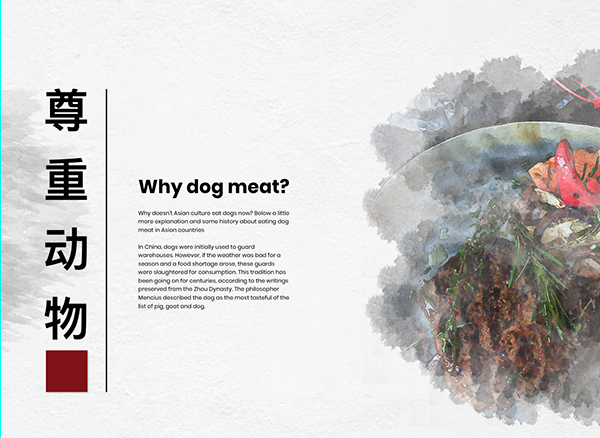 尊重动物
Why dog meat?
Why doesn't Asian culture eat dogs now? Below a little
more explanation and some history about eating dog
meat in Asian countries
In China, dogs were initially used to guard
warehouses. However, if the weather was bad for a
season and a food shortage arose, these guards
were slaughtered for consumption. This tradition has
been going on for centuries, according to the writings
preserved from the Zhou Dynasty. The philosopher
Mencius described the dog as the most tasteful of the
list of pig, goat and dog.